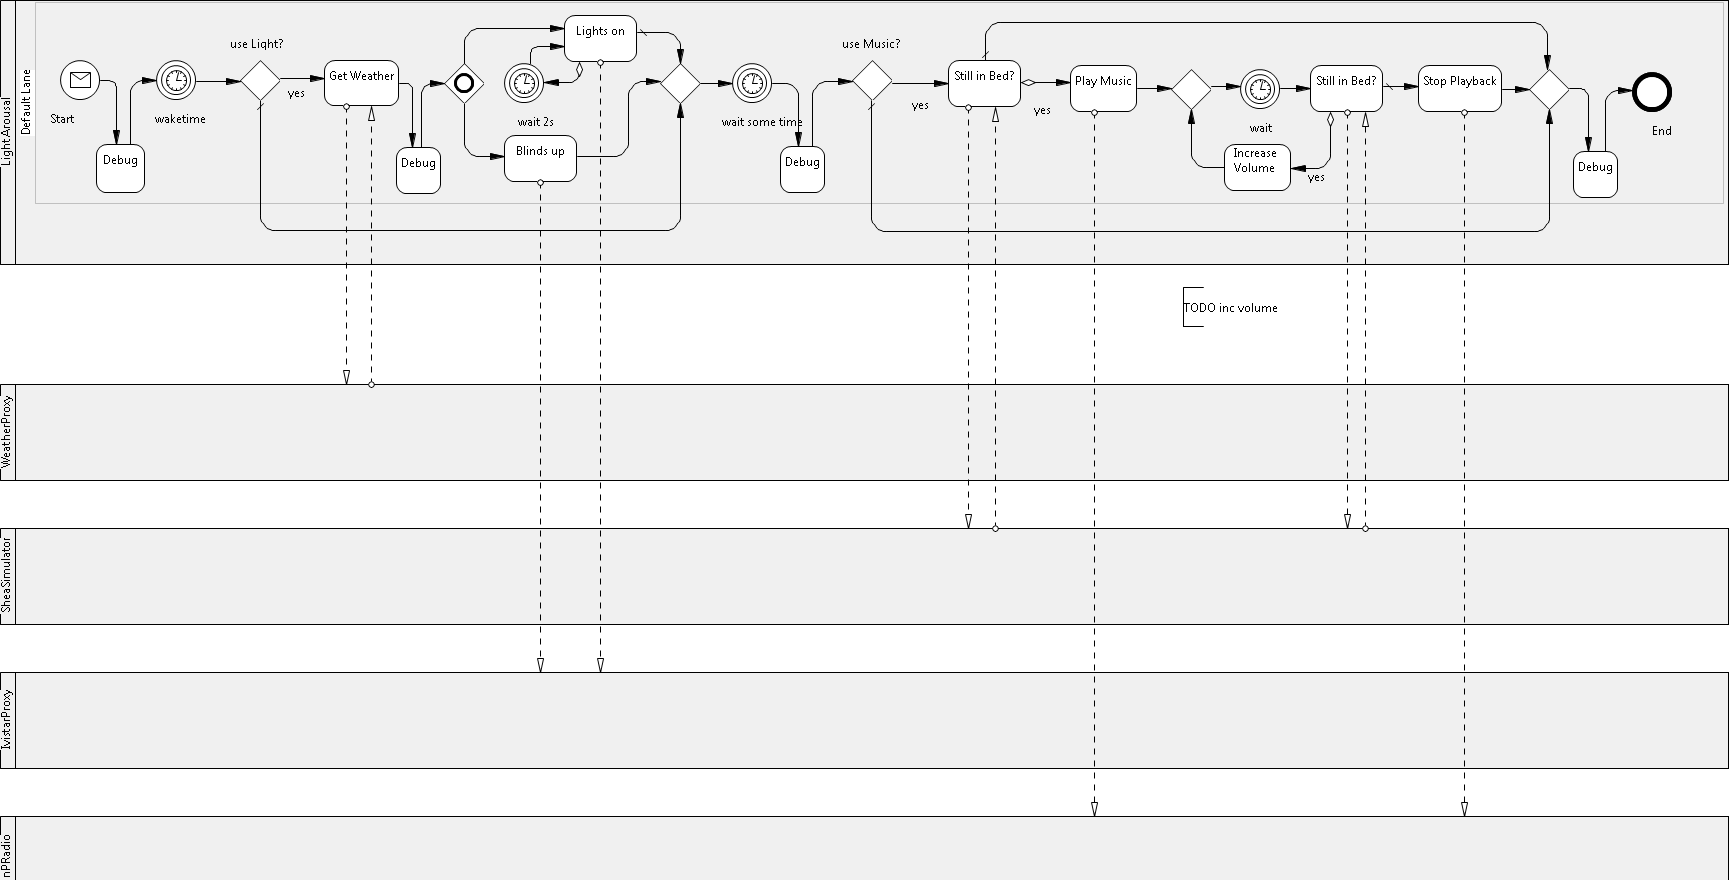 LightArousal
Default Lane
Start
Debug
waketime
use Light?
yes
Get Weather
Debug
Lights on
wait 2s
Blinds up
wait some time
Debug
use Music?
yes
Still in Bed?
yes
Play Music
wait
Increase
Volume
Still in Bed?
yes
Stop Playback
Debug
End
TODO inc volume
WeatherProxy
SheaSimulator
IvistarProxy
nPRadio